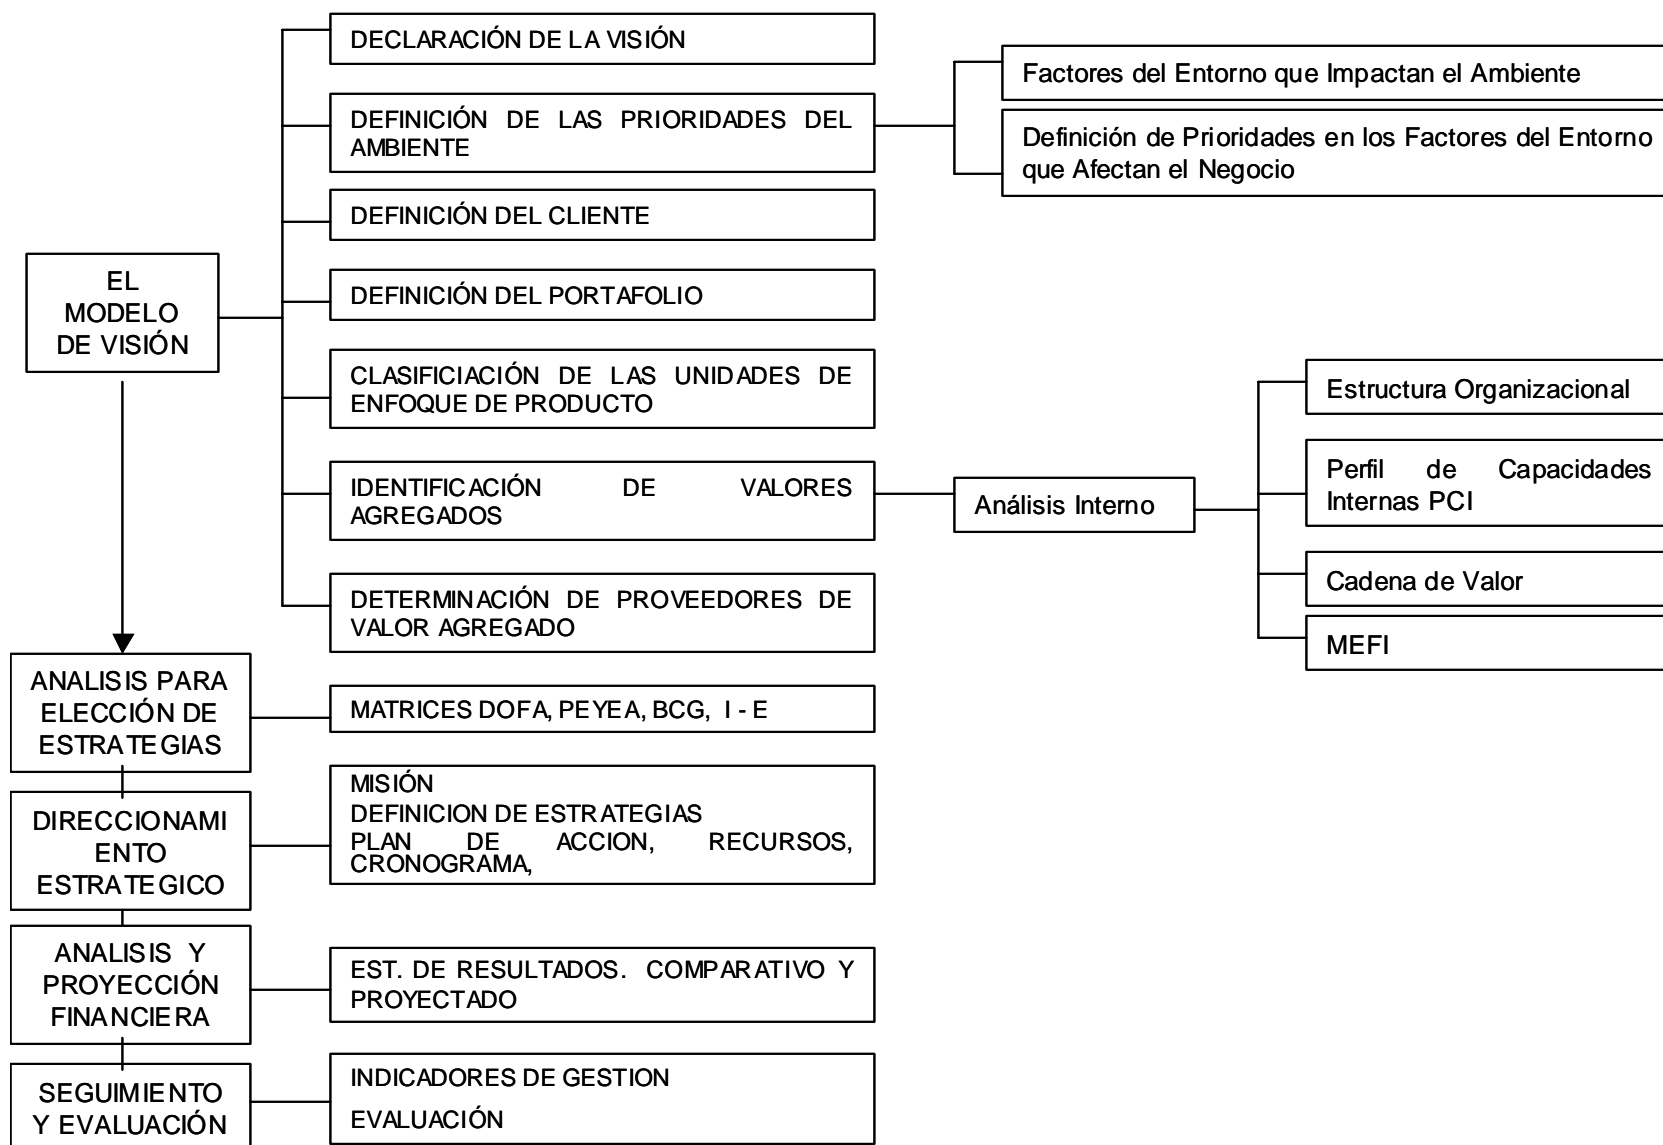 DECLARACIÓN DE LA VISIÓN
DEFINICIÓN DE LAS PRIORIDADES DEL
AMBIENTE
Factores del Entorno que Impactan el Ambiente
Definición de Prioridades en los Factores del Entorno
que Afectan el Negocio
DEFINICIÓN DEL CLIENTE
EL
MODELO
DE VISIÓN
DEFINICIÓN DEL PORTAFOLIO
CLASIFICIACIÓN DE LAS UNIDADES DE
ENFOQUE DE PRODUCTO
IDENTIFICACIÓN DE VALORES
AGREGADOS
Análisis Interno
Estructura Organizacional
Perfil de Capacidades
Internas PCI
Cadena de Valor
MEFI
DETERMINACIÓN DE PROVEEDORES DE
VALOR AGREGADO
ANALISIS PARA
ELECCIÓN DE
ESTRATEGIAS
MATRICES DOFA, PEYEA, BCG, I - E
DIRECCIONAMI
ENTO
ESTRATEGICO
MISIÓN
DEFINICION DE ESTRATEGIAS
PLAN DE ACCION, RECURSOS,
CRONOGRAMA,
ANALISIS Y
PROYECCIÓN
FINANCIERA
EST. DE RESULTADOS. COMPARATIVO Y
PROYECTADO
SEGUIMIENTO
Y EVALUACIÓN
INDICADORES DE GESTION
EVALUACIÓN